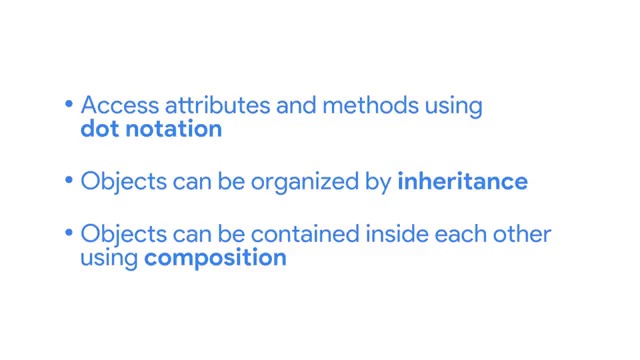 • Access attributes and methods using
dot notation
• Objects can be organized by inheritance
• Objects can be contained inside each other
using composition